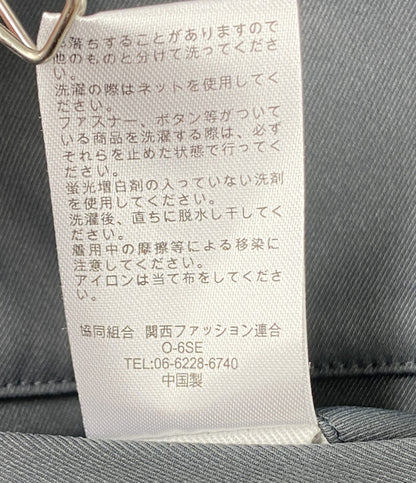 落ちすることがありますので
他のものと分けて洗ってくださ
い。
洗濯の際はネットを使用してく
ださい。
ファスナー、ボタン等がついて
いる商品を洗濯する際は、必ず
それらを止めた状態で行ってく
ださい。
蛍光増白剤の入っていない洗剤
を使用してください。
洗濯後、直ちに脱水し干してく
ださい。
着用中の摩擦等による移染に
注意してください。
アイロンは当て布をしてくださ
い。
協同組合 関西ファッション連合
O-6SE
TEL:06-6228-6740
中国製